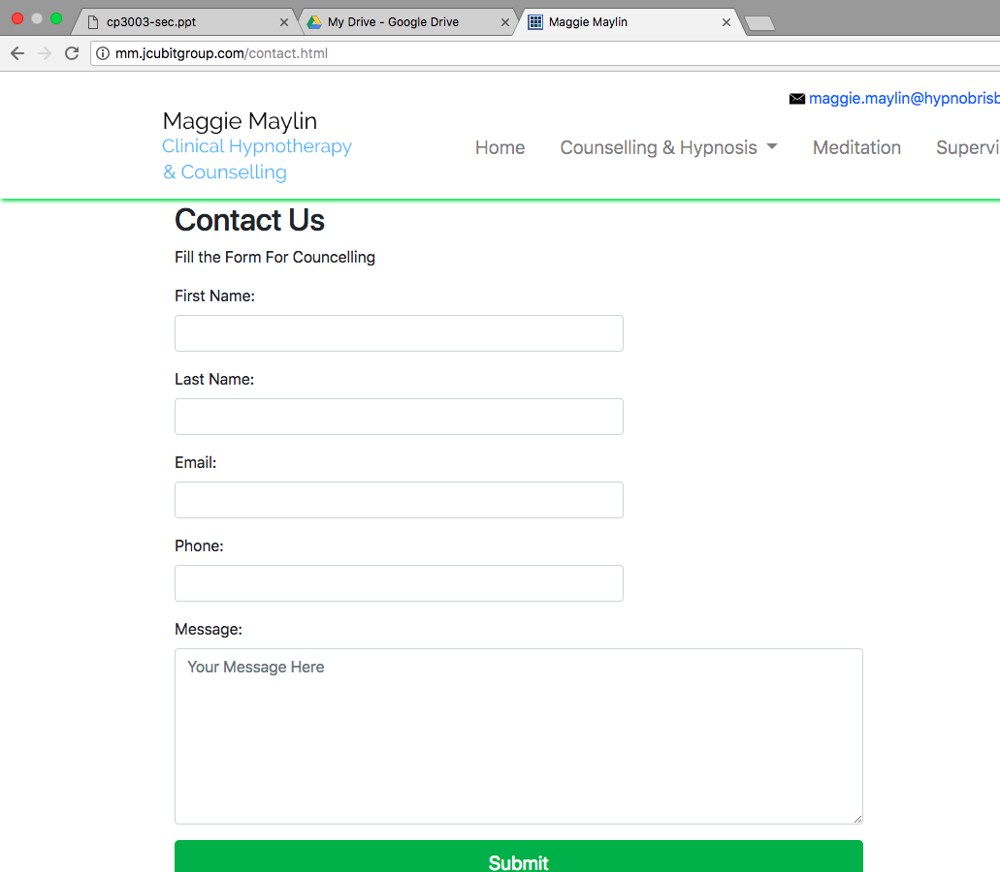 cp3003-sec.ppt
My Drive - Google Drive
Maggie Maylin
mm.jcubitgroup.com/contact.html
maggie.maylin@hypnobrisb
Maggie Maylin
Clinical Hypnotherapy
& Counselling
Home Counselling & Hypnosis Meditation Supervi
Contact Us
Fill the Form For Councelling
First Name:
Last Name:
Email:
Phone:
Message:
Your Message Here
Submit